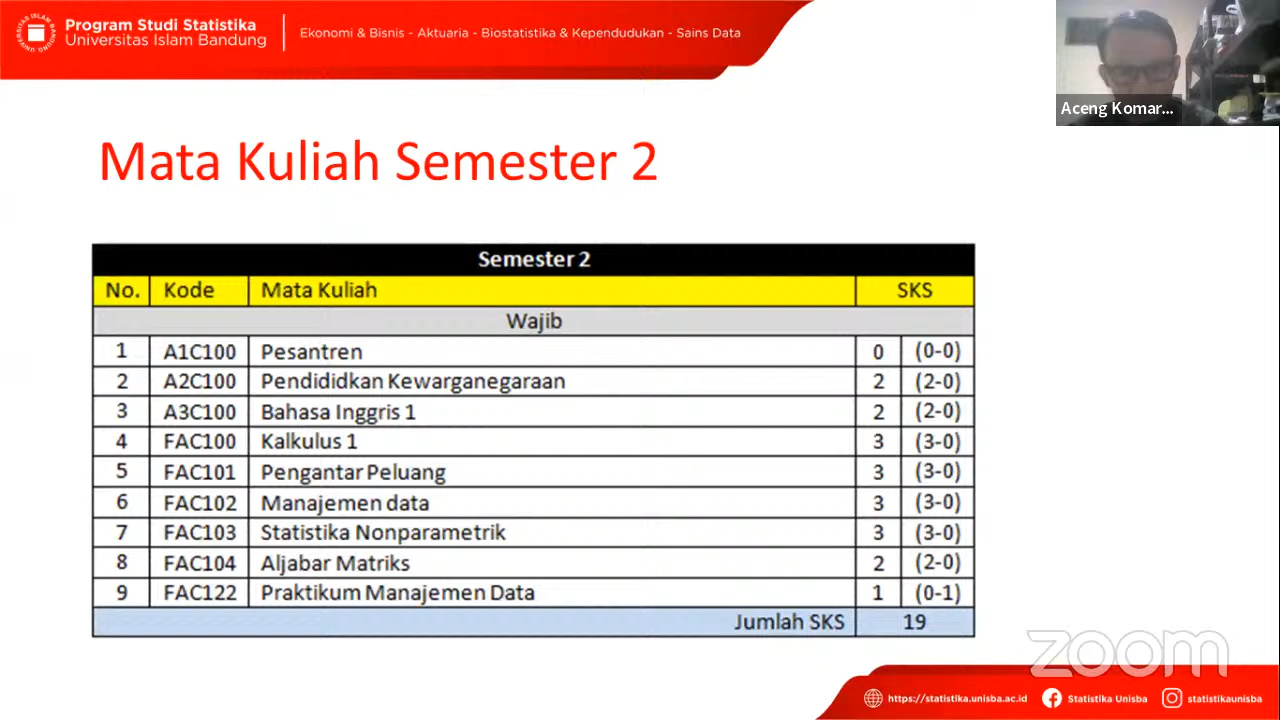 Program Studi Statistika
Universitas Islam Bandung
Ekonomi & Bisnis - Aktuaria - Biostatistika & Kependudukan - Sains Data
Aceng Komar...
Mata Kuliah Semester 2
Semester 2
No. Kode Mata Kuliah SKS
Wajib
1 A1C100 Pesantren 0 (0-0)
2 A2C100 Pendididkan Kewarganegaraan 2 (2-0)
3 A3C100 Bahasa Inggris 1 2 (2-0)
4 FAC100 Kalkulus 1 3 (3-0)
5 FAC101 Pengantar Peluang 3 (3-0)
6 FAC102 Manajemen data 3 (3-0)
7 FAC103 Statistika Nonparametrik 3 (3-0)
8 FAC104 Aljabar Matriks 2 (2-0)
9 FAC122 Praktikum Manajemen Data 1 (0-1)
Jumlah SKS 19
zoom
https://statistika.unisba.ac.id Statistika Unisba statistikaunisba